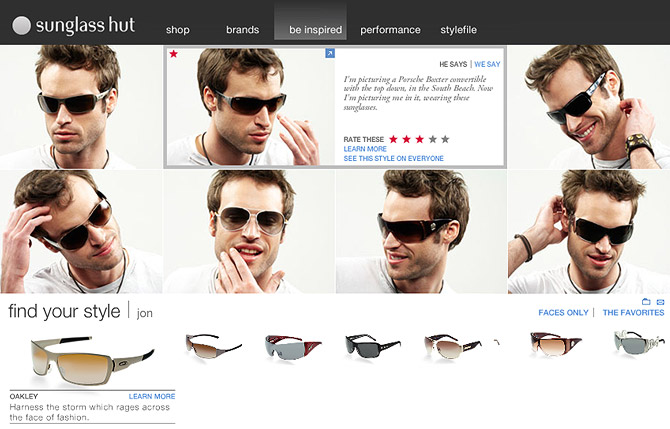 sunglass hut
shop brands be inspired performance stylefile
HE SAYS | WE SAY
I'm picturing a Porsche Boxter convertible
with the top down, in the South Beach. Now
I'm picturing me in it, wearing these
sunglasses.
RATE THESE
LEARN MORE
SEE THIS STYLE ON EVERYONE
find your style | jon
FACES ONLY | THE FAVORITES
OAKLEY LEARN MORE
Harness the storm which rages across
the face of fashion.